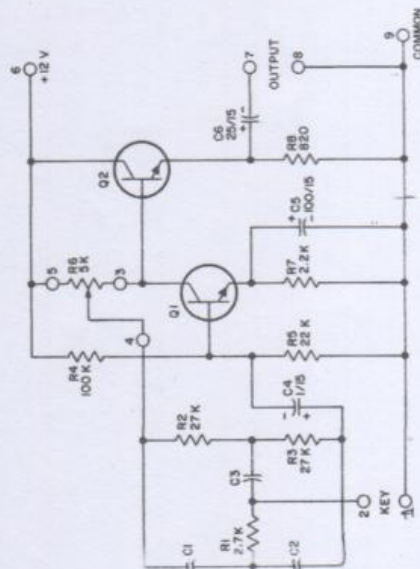 6
+12 V
R4
100K
5
R6
5K
3
4
Q2
Q1
C6
25/15
+ -
7
OUTPUT
8
R2
27K
C1
R1
2.7K
C2
C3
R3
27K
-
C4
1/15
+
R5
22 K
R7
2.2K
+
C5
-100/15
R8
820
2
KEY
1
9
COMMON